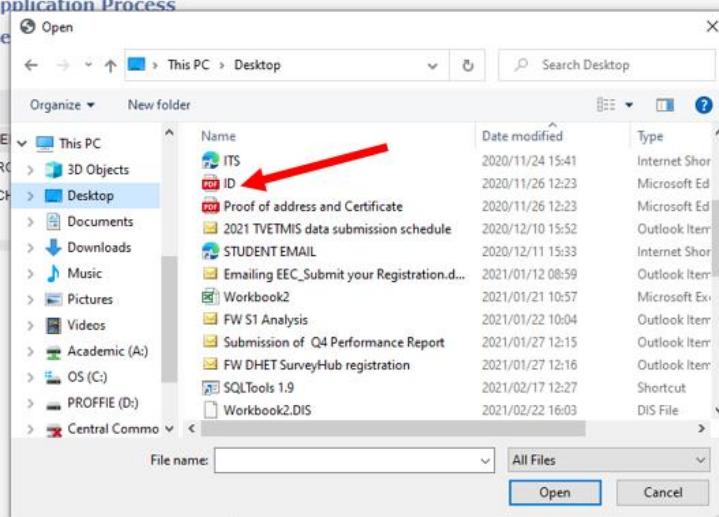 pplication Process
Open
This PC > Desktop
Search Desktop
Organize
New folder
Name
Date modified
Type
This PC
3D Objects
Desktop
Documents
Downloads
Music
Pictures
Videos
Academic (A:)
OS (C:)
PROFFIE (D:)
Central Commo
ITS 2020/11/24 15:41 Internet Shor
PDF ID 2020/11/26 12:23 Microsoft Ed
PDF Proof of address and Certificate 2020/11/26 12:23 Microsoft Ed
2021 TVETMIS data submission schedule 2020/12/10 15:52 Outlook Item
STUDENT EMAIL 2020/12/11 15:33 Internet Shor
Emailing EEC_Submit your Registration.d... 2021/01/12 08:59 Outlook Item
Workbook2 2021/01/21 10:57 Microsoft Ex
FW S1 Analysis 2021/01/22 10:04 Outlook Item
Submission of Q4 Performance Report 2021/01/27 12:15 Outlook Item
FW DHET SurveyHub registration 2021/01/27 12:16 Outlook Item
SQLTools 1.9 2021/02/17 12:27 Shortcut
Workbook2.DIS 2021/02/22 16:03 DIS File
File name:
All Files
Open
Cancel